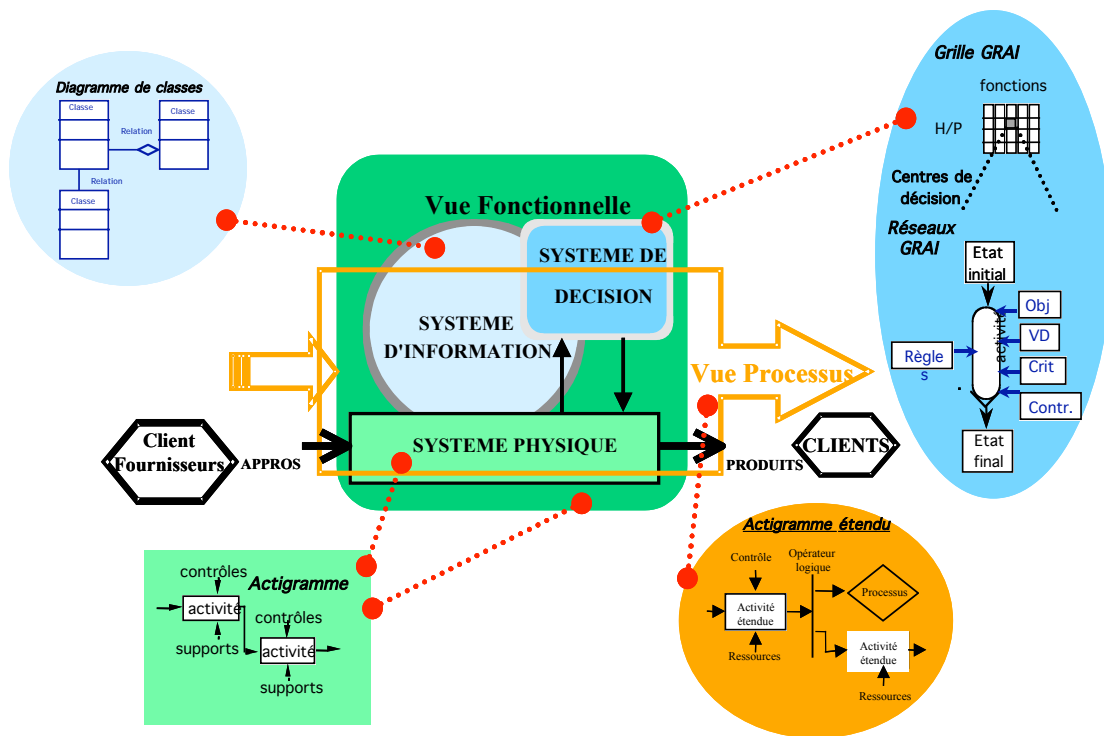 Diagramme de classes
Classe
Classe
Relation
Relation
Classe
Grille GRAI
fonctions
H/P
Centres de
décision
Réseaux
GRAI
Etat
initial
Obj
activité
VD
Règle
s
Crit
Contr.
Etat
final
Vue Fonctionnelle
SYSTEME DE
DECISION
SYSTEME
D'INFORMATION
Vue Processus
SYSTEME PHYSIQUE
Client
Fournisseurs
APPROS
PRODUITS
CLIENTS
Actigramme
contrôles
activité
contrôles
supports
activité
supports
Actigramme étendu
Contrôle
Opérateur
logique
Processus
Activité
étendue
Ressources
Activité
étendue
Ressources